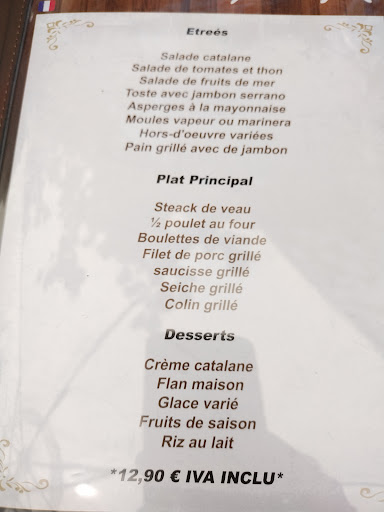 Etreés
Salade catalane
Salade de tomates et thon
Salade de fruits de mer
Toste avec jambon serrano
Asperges à la mayonnaise
Moules vapeur ou marinera
Hors-d'oeuvre variées
Pain grillé avec de jambon
Plat Principal
Steack de veau
½ poulet au four
Boulettes de viande
Filet de porc grillé
saucisse grillé
Seiche grillé
Colin grillé
Desserts
Crème catalane
Flan maison
Glace varié
Fruits de saison
Riz au lait
*12,90 € IVA INCLU*